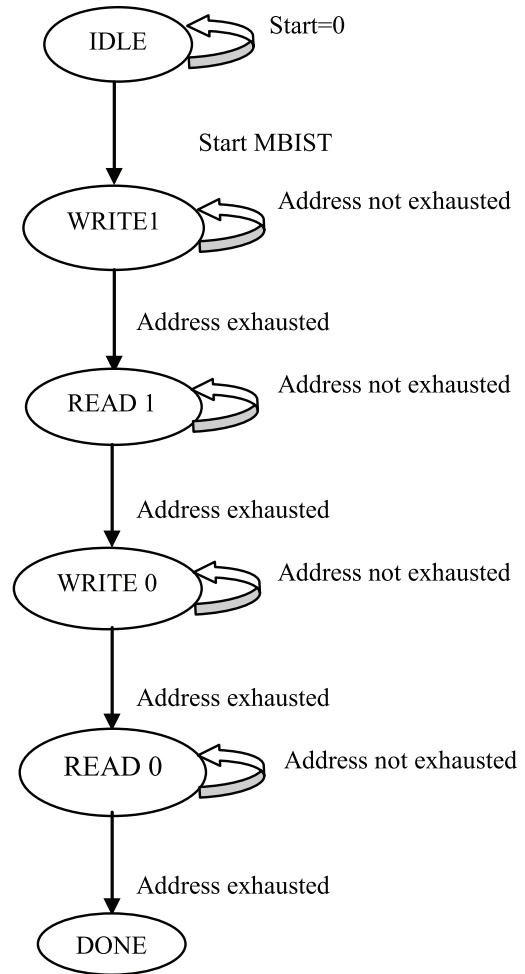 IDLE
Start=0
Start MBIST
WRITE1
Address not exhausted
Address exhausted
READ 1
Address not exhausted
Address exhausted
WRITE 0
Address not exhausted
Address exhausted
READ 0
Address not exhausted
Address exhausted
DONE